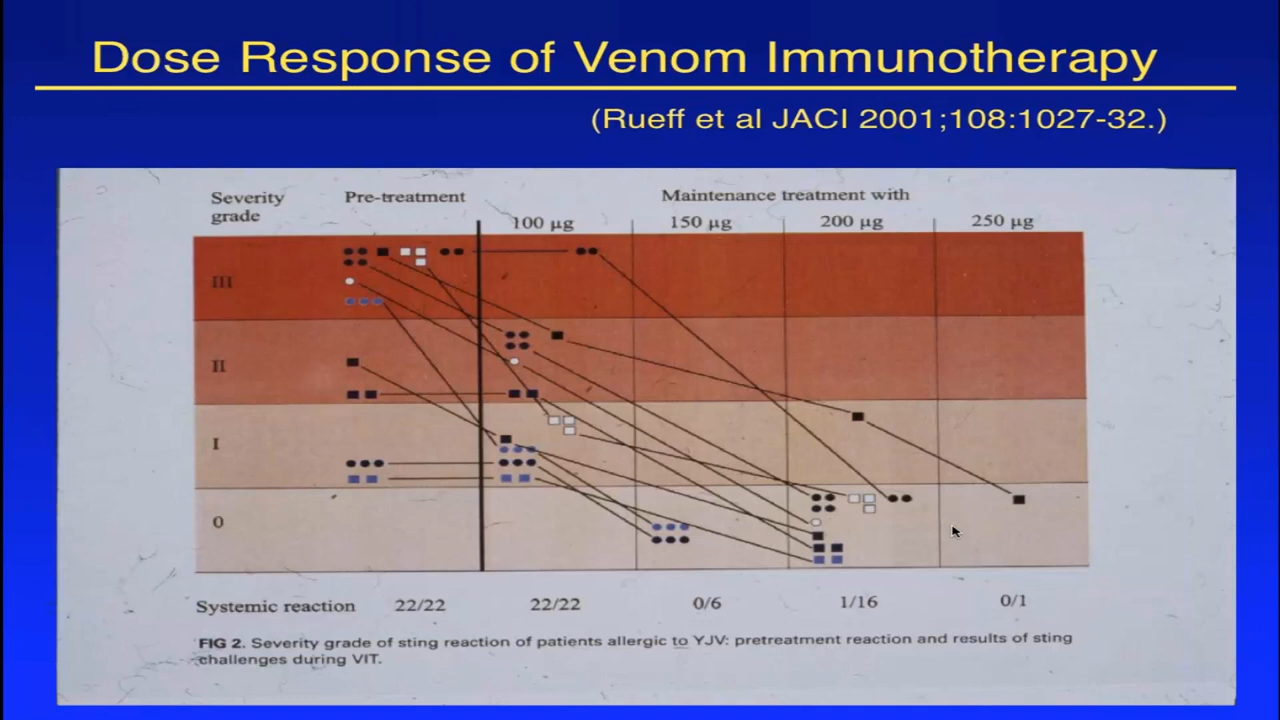 Dose Response of Venom Immunotherapy
(Rueff et al JACI 2001;108:1027-32.)
Severity grade
Pre-treatment
Maintenance treatment with
100 µg
150 µg
200 µg
250 µg
III
II
I
0
Systemic reaction 22/22 22/22 0/6 1/16 0/1
FIG 2. Severity grade of sting reaction of patients allergic to YJV: pretreatment reaction and results of sting
challenges during VIT.